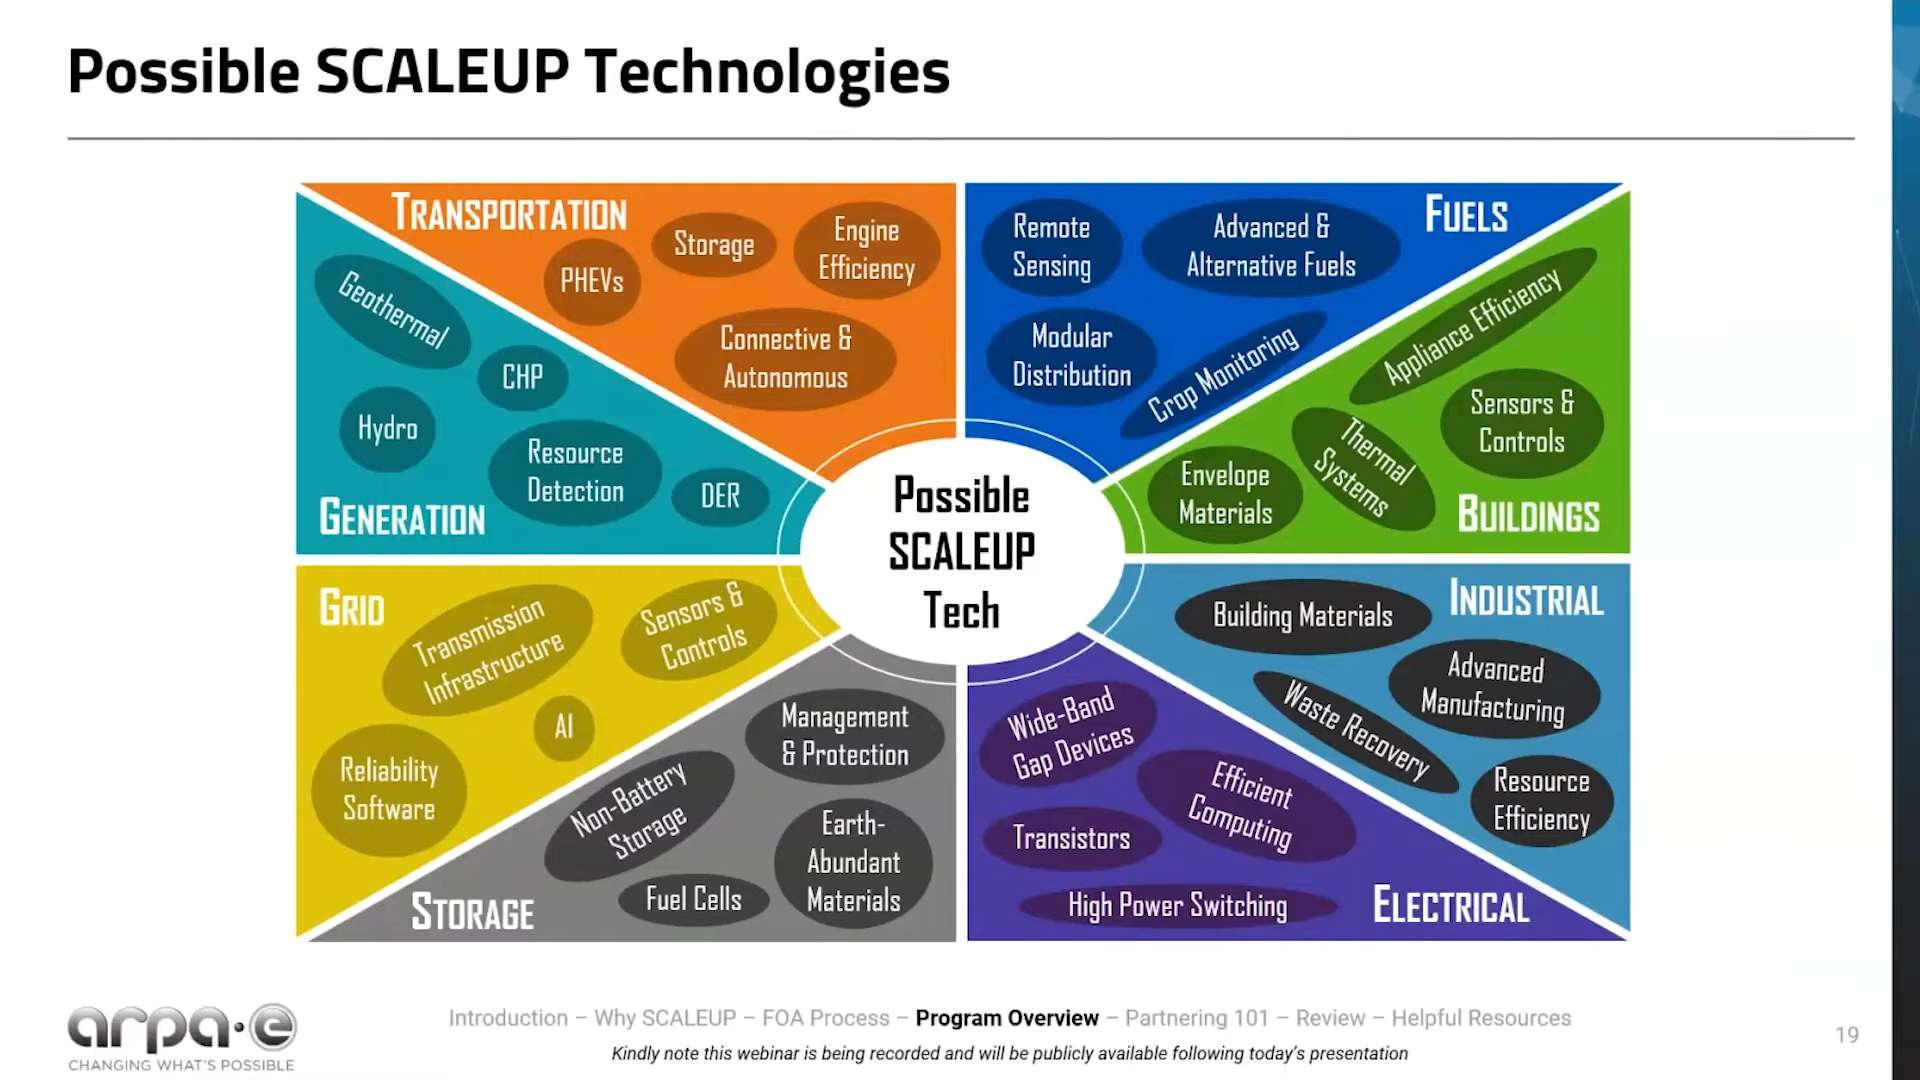 Possible SCALEUP Technologies
TRANSPORTATION
PHEVs
Storage
Engine
Efficiency
Connective &
Autonomous
FUELS
Remote
Sensing
Advanced &
Alternative Fuels
Modular
Distribution
Crop Monitoring
GENERATION
Geothermal
CHP
Hydro
Resource
Detection
DER
BUILDINGS
Appliance Efficiency
Sensors &
Controls
Thermal
Systems
Envelope
Materials
Possible
SCALEUP
Tech
GRID
Transmission
Infrastructure
Sensors &
Controls
AI
Reliability
Software
INDUSTRIAL
Building Materials
Advanced
Manufacturing
Waste Recovery
Resource
Efficiency
STORAGE
Management
& Protection
Non-Battery
Storage
Earth-
Abundant
Materials
Fuel Cells
ELECTRICAL
Wide-Band
Gap Devices
Efficient
Computing
Transistors
High Power Switching
arpa·e
CHANGING WHAT'S POSSIBLE
Introduction – Why SCALEUP – FOA Process – Program Overview – Partnering 101 – Review – Helpful Resources
Kindly note this webinar is being recorded and will be publicly available following today's presentation
19